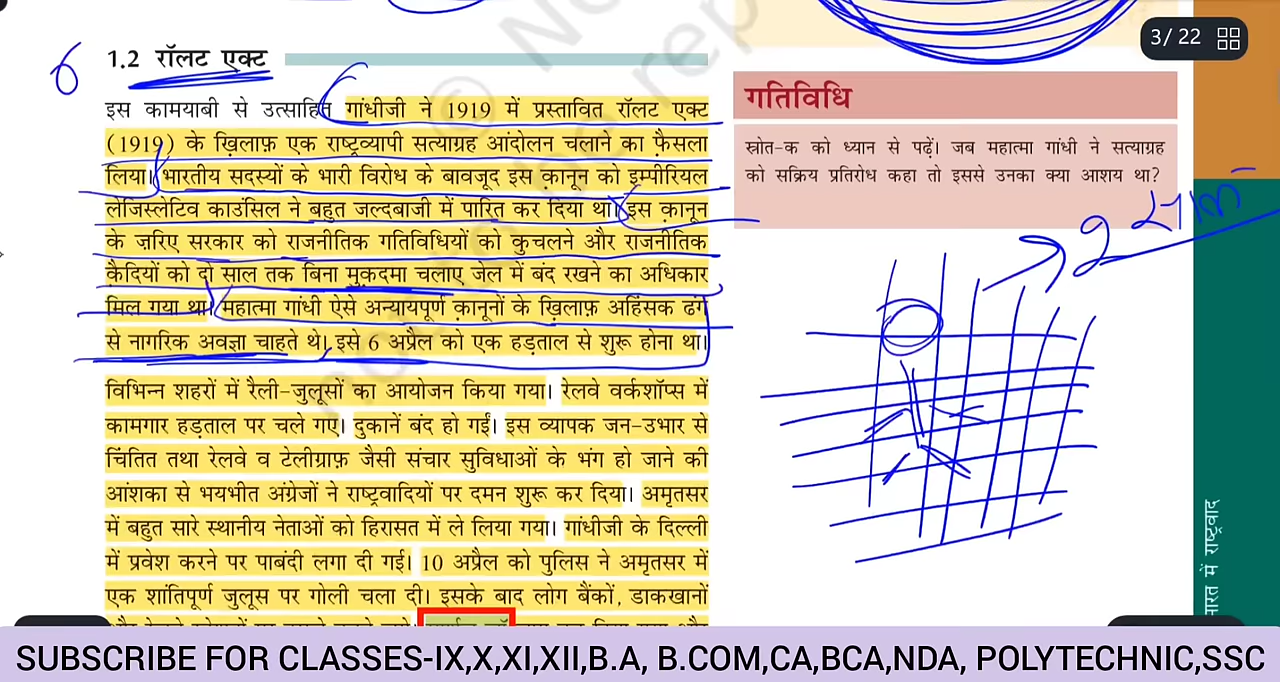 3/ 22
6
1.2 रॉलट एक्ट
इस कामयाबी से उत्साहित गांधीजी ने 1919 में प्रस्तावित रॉलट एक्ट
(1919) के ख़िलाफ़ एक राष्ट्रव्यापी सत्याग्रह आंदोलन चलाने का फ़ैसला
लिया। भारतीय सदस्यों के भारी विरोध के बावजूद इस क़ानून को इम्पीरियल
लेजिस्लेटिव काउंसिल ने बहुत जल्दबाजी में पारित कर दिया था। इस क़ानून
के ज़रिए सरकार को राजनीतिक गतिविधियों को कुचलने और राजनीतिक
क़ैदियों को दो साल तक बिना मुक़दमा चलाए जेल में बंद रखने का अधिकार
मिल गया था। महात्मा गांधी ऐसे अन्यायपूर्ण क़ानूनों के ख़िलाफ़ अहिंसक ढंग
से नागरिक अवज्ञा चाहते थे। इसे 6 अप्रैल को एक हड़ताल से शुरू होना था।
विभिन्न शहरों में रैली-जुलूसों का आयोजन किया गया। रेलवे वर्कशॉप्स में
कामगार हड़ताल पर चले गए। दुकानें बंद हो गईं। इस व्यापक जन-उभार से
चिंतित तथा रेलवे व टेलीग्राफ़ जैसी संचार सुविधाओं के भंग हो जाने की
आंशका से भयभीत अंग्रेजों ने राष्ट्रवादियों पर दमन शुरू कर दिया। अमृतसर
में बहुत सारे स्थानीय नेताओं को हिरासत में ले लिया गया। गांधीजी के दिल्ली
में प्रवेश करने पर पाबंदी लगा दी गई। 10 अप्रैल को पुलिस ने अमृतसर में
एक शांतिपूर्ण जुलूस पर गोली चला दी। इसके बाद लोग बैंकों, डाकखानों
गतिविधि
स्रोत-क को ध्यान से पढ़ें। जब महात्मा गांधी ने सत्याग्रह
को सक्रिय प्रतिरोध कहा तो इससे उनका क्या आशय था?
2 साल
भारत में राष्ट्रवाद
SUBSCRIBE FOR CLASSES-IX,X,XI,XII,B.A, B.COM,CA,BCA,NDA, POLYTECHNIC,SSC